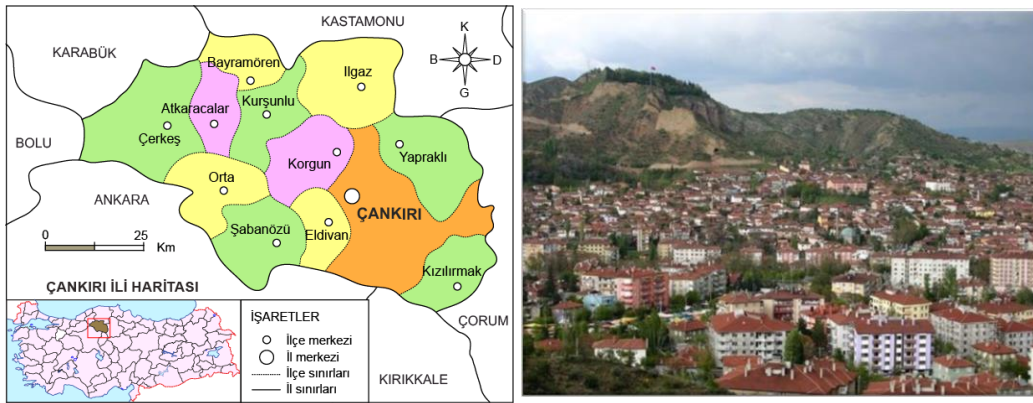 KASTAMONU
KARABÜK
K
B
D
G
Bayramören
Ilgaz
Atkaracalar
Kurşunlu
Çerkeş
BOLU
Korgun
Yapraklı
Orta
ANKARA
ÇANKIRI
Şabanözü
Eldivan
0
25
Km
Kızılırmak
ÇANKIRI İLİ HARİTASI
ÇORUM
İŞARETLER
İlçe merkezi
İl merkezi
İlçe sınırları
İl sınırları
KIRIKKALE